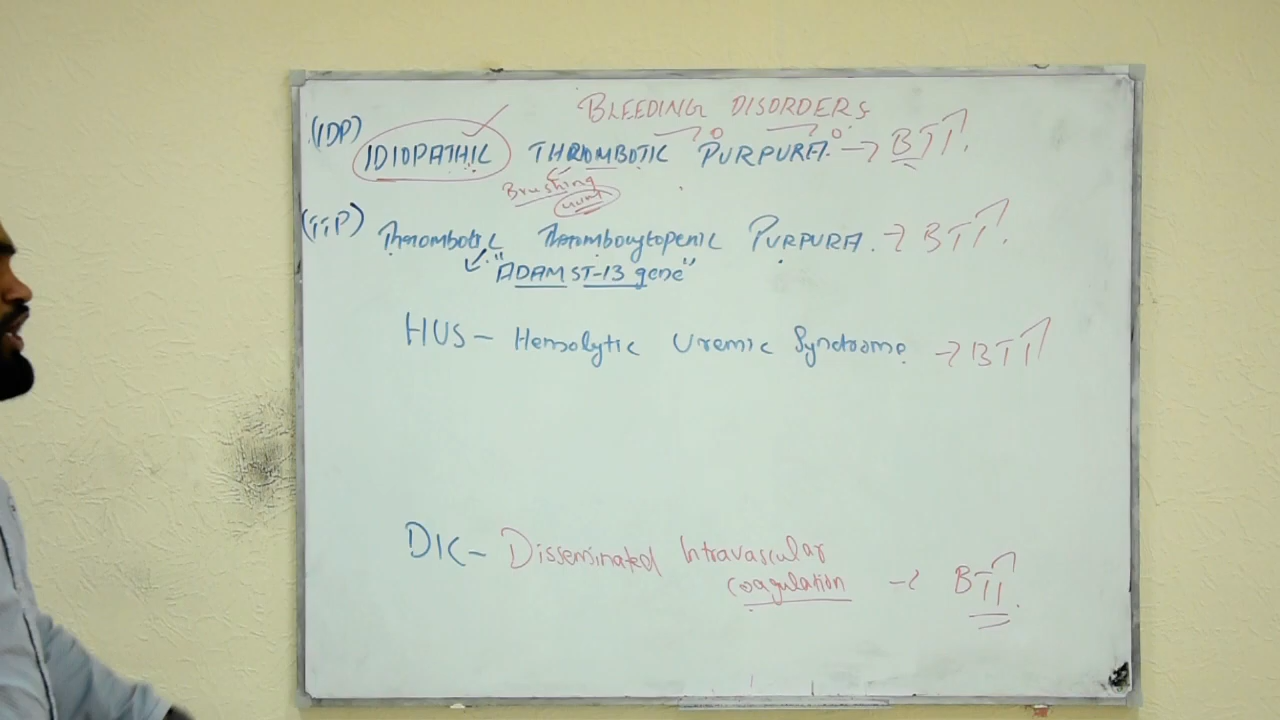 BLEEDING DISORDERS
(IDP) IDIOPATHIC THROMBOTIC PURPURA. → BT↑
Brushing
(TTP) Thrombotic Thrombocytopenic PURPURA. → BT↑.
"ADAMST-13 gene"
HUS - Hemolytic Uremic Syndrome → BT↑
DIC - Disseminated Intravascular
coagulation → BT↑.